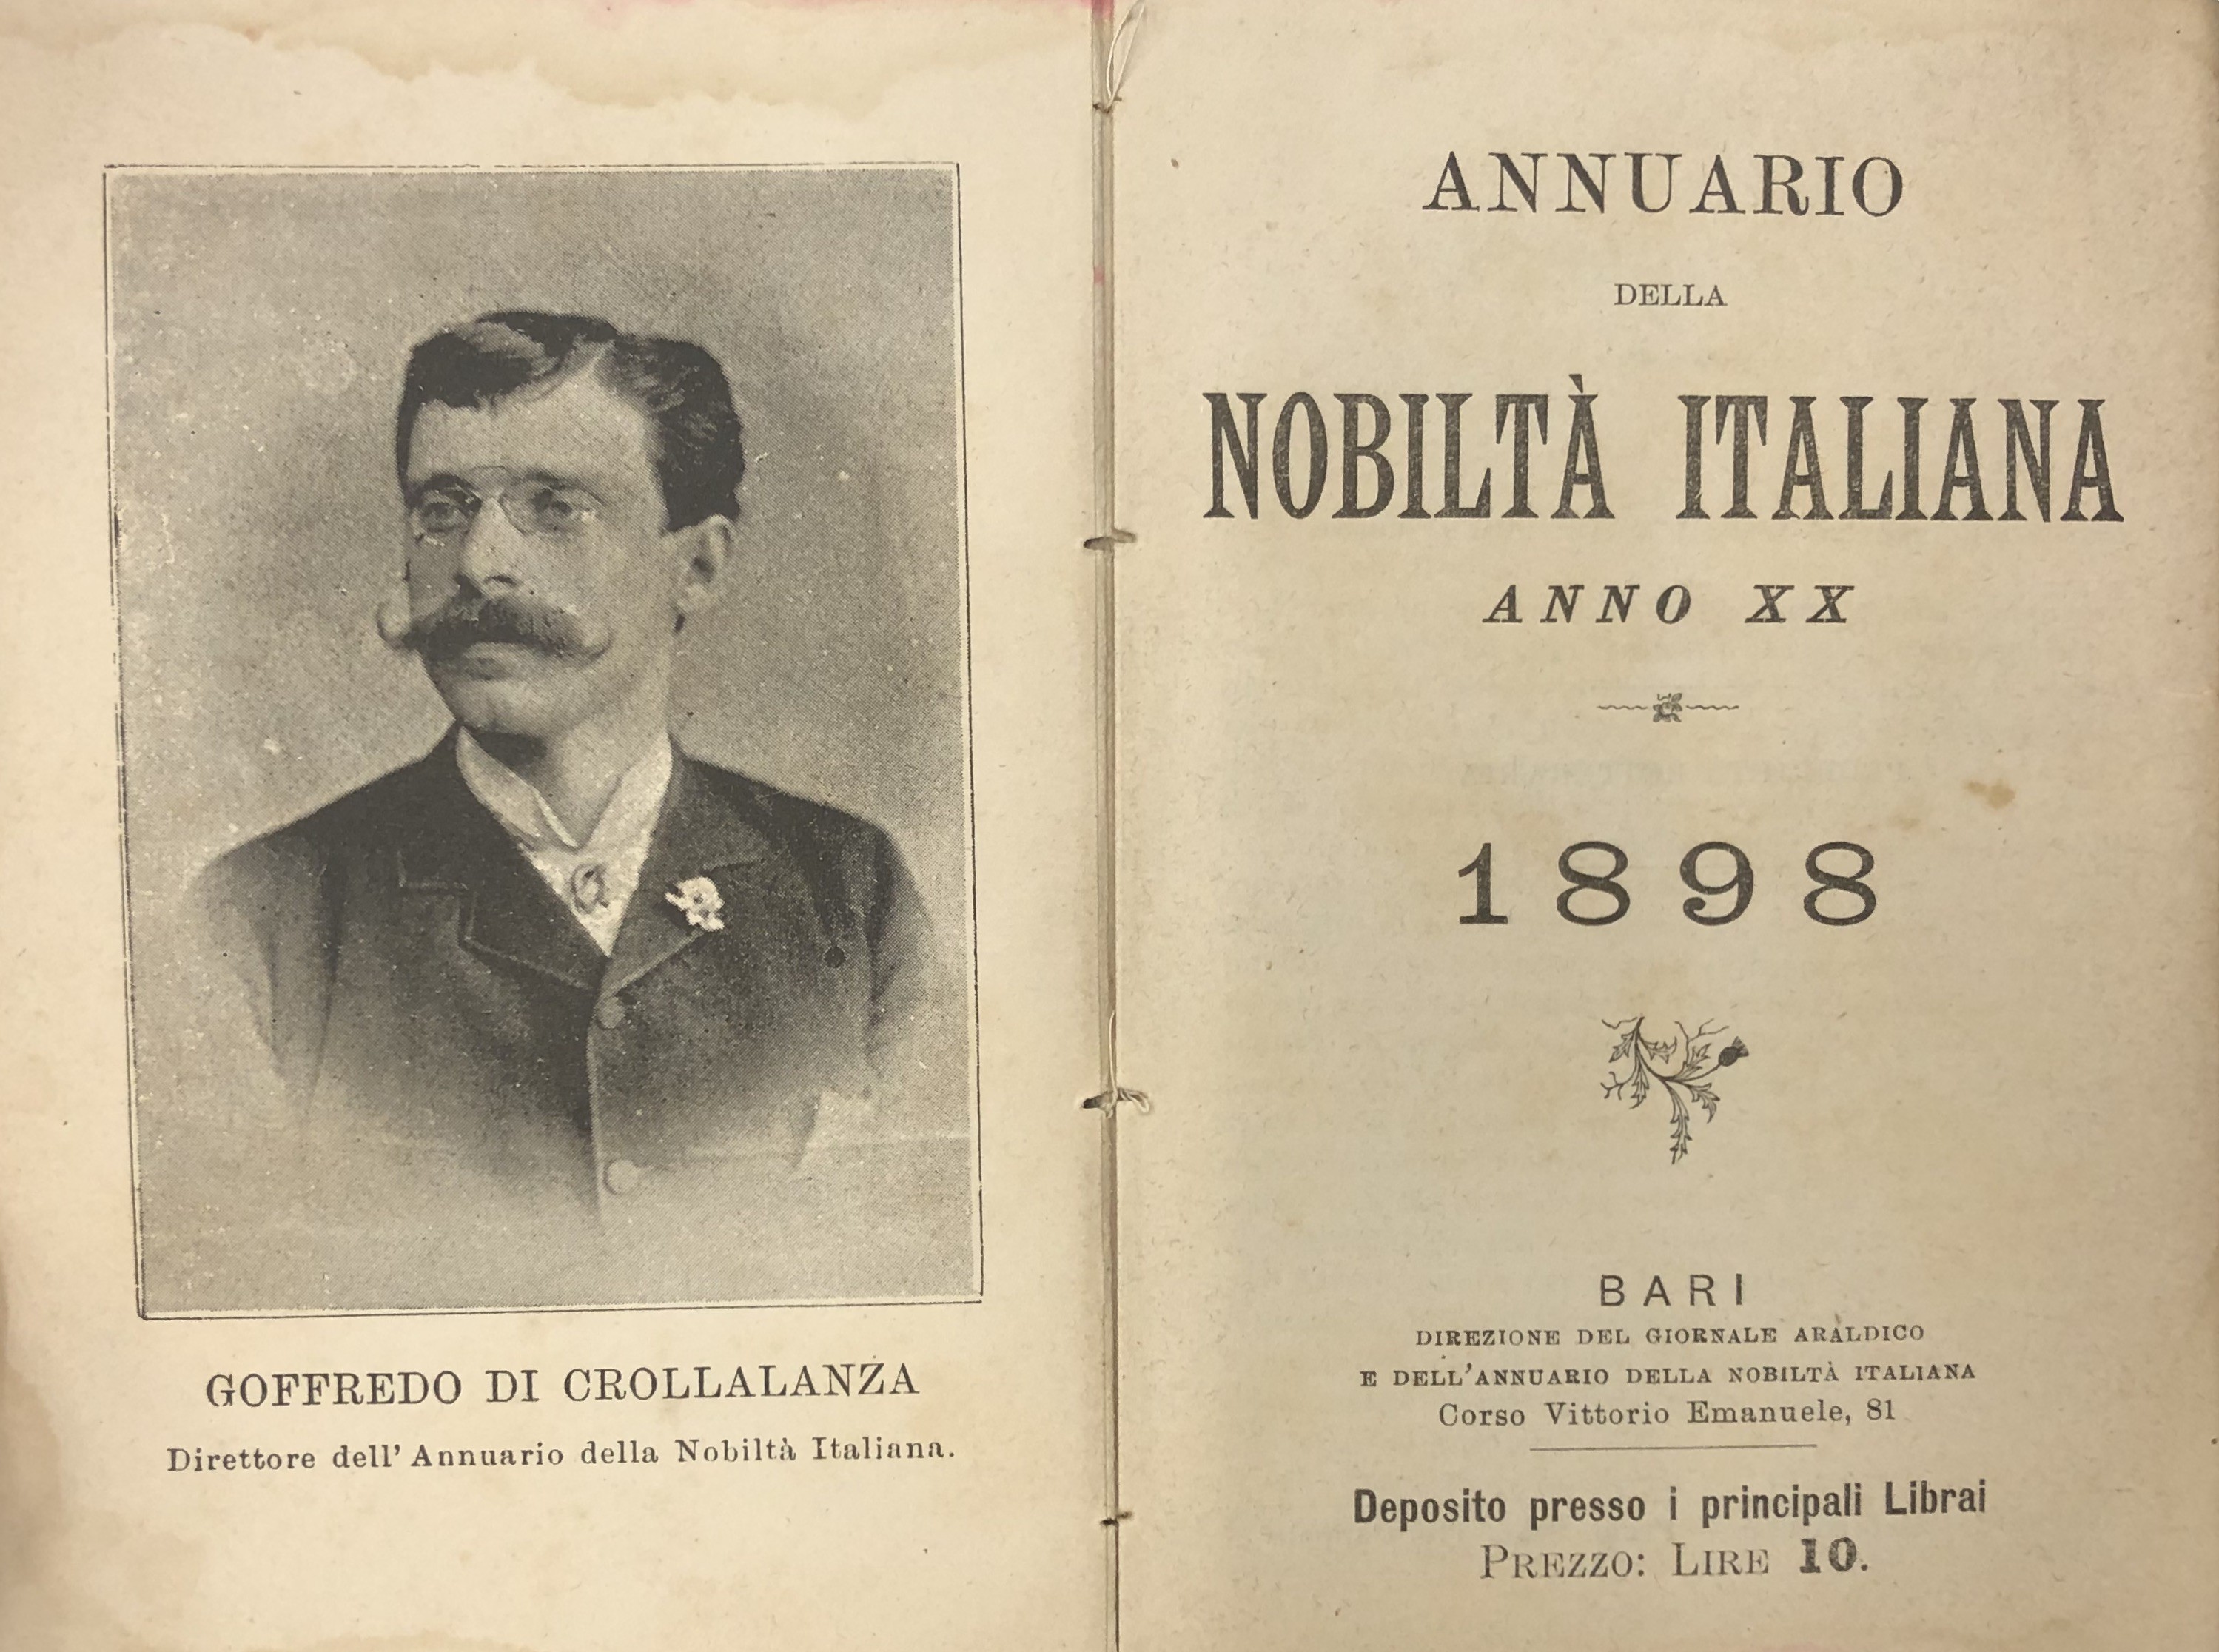 GOFFREDO DI CROLLALANZA
Direttore dell' Annuario della Nobiltà Italiana.
ANNUARIO
DELLA
NOBILTÀ ITALIANA
ANNO XX
1898
BARI
DIREZIONE DEL GIORNALE ARALDICO
E DELL'ANNUARIO DELLA NOBILTÀ ITALIANA
Corso Vittorio Emanuele, 81
Deposito presso i principali Librai
PREZZO: LIRE 10.